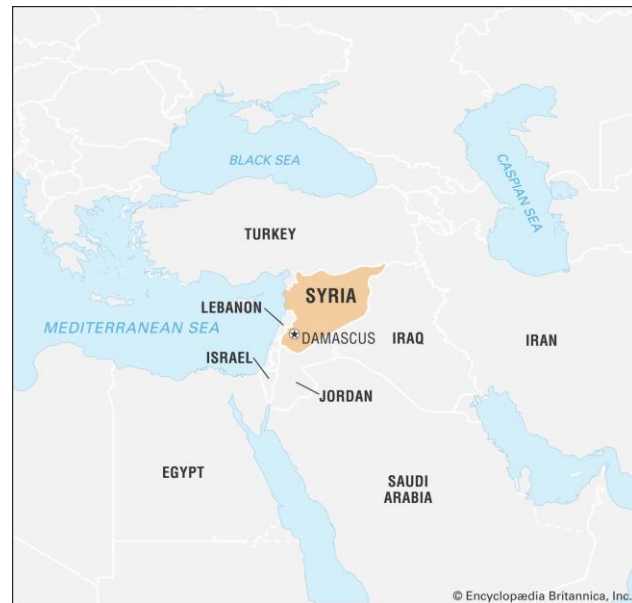 BLACK SEA
CASPIAN SEA
TURKEY
SYRIA
LEBANON
MEDITERRANEAN SEA
DAMASCUS
IRAQ
IRAN
ISRAEL
JORDAN
EGYPT
SAUDI
ARABIA
© Encyclopædia Britannica, Inc.